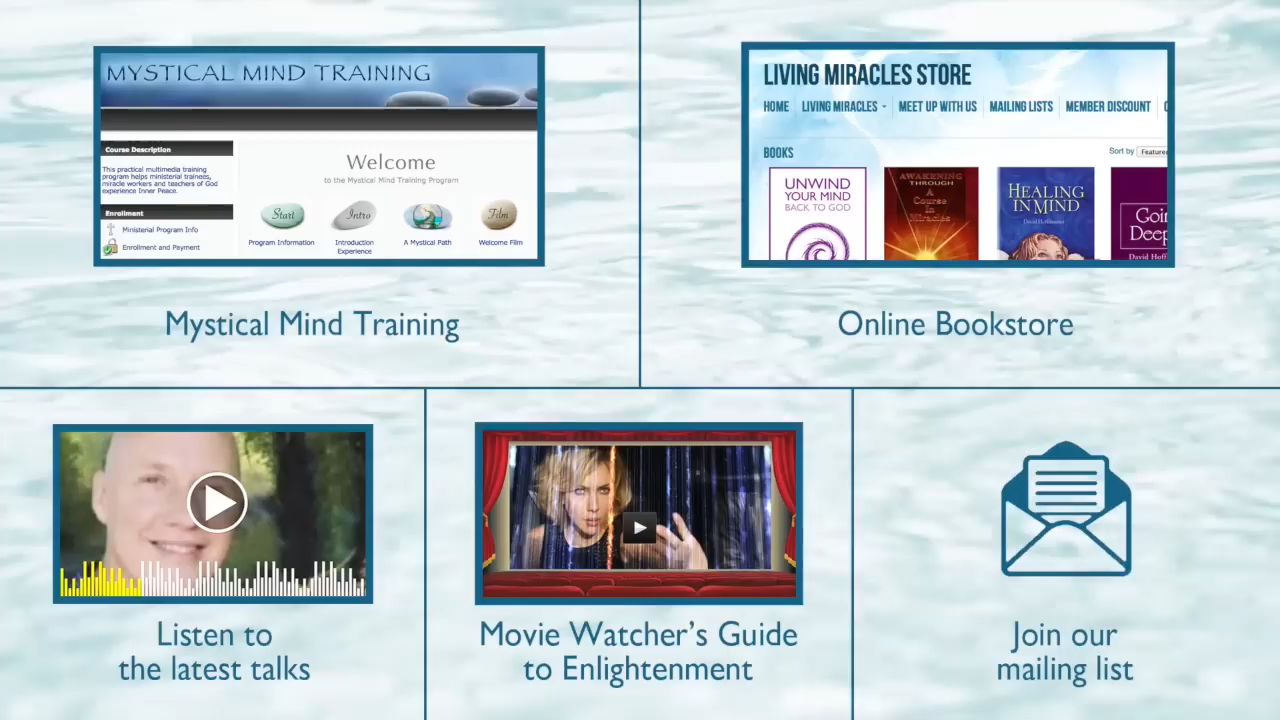 MYSTICAL MIND TRAINING
Course Description
This practical multimedia training
program helps ministerial trainees,
miracle workers and teachers of God
experience Inner Peace.
Enrollment
Ministerial Program Info
Enrollment and Payment
Welcome
to the Mystical Mind Training Program
Start
Intro
Film
Program Information
Introduction
Experience
A Mystical Path
Welcome Film
Mystical Mind Training
LIVING MIRACLES STORE
HOME LIVING MIRACLES MEET UP WITH US MAILING LISTS MEMBER DISCOUNT
BOOKS
Sort by Feature
UNWIND
YOUR MIND
BACK TO GOD
AWAKENING
THROUGH
A
Course
In
Miracles
HEALING
IN MIND
David Hoffmeister
Goin
Deep
David Hoff
Online Bookstore
Listen to
the latest talks
Movie Watcher's Guide
to Enlightenment
Join our
mailing list